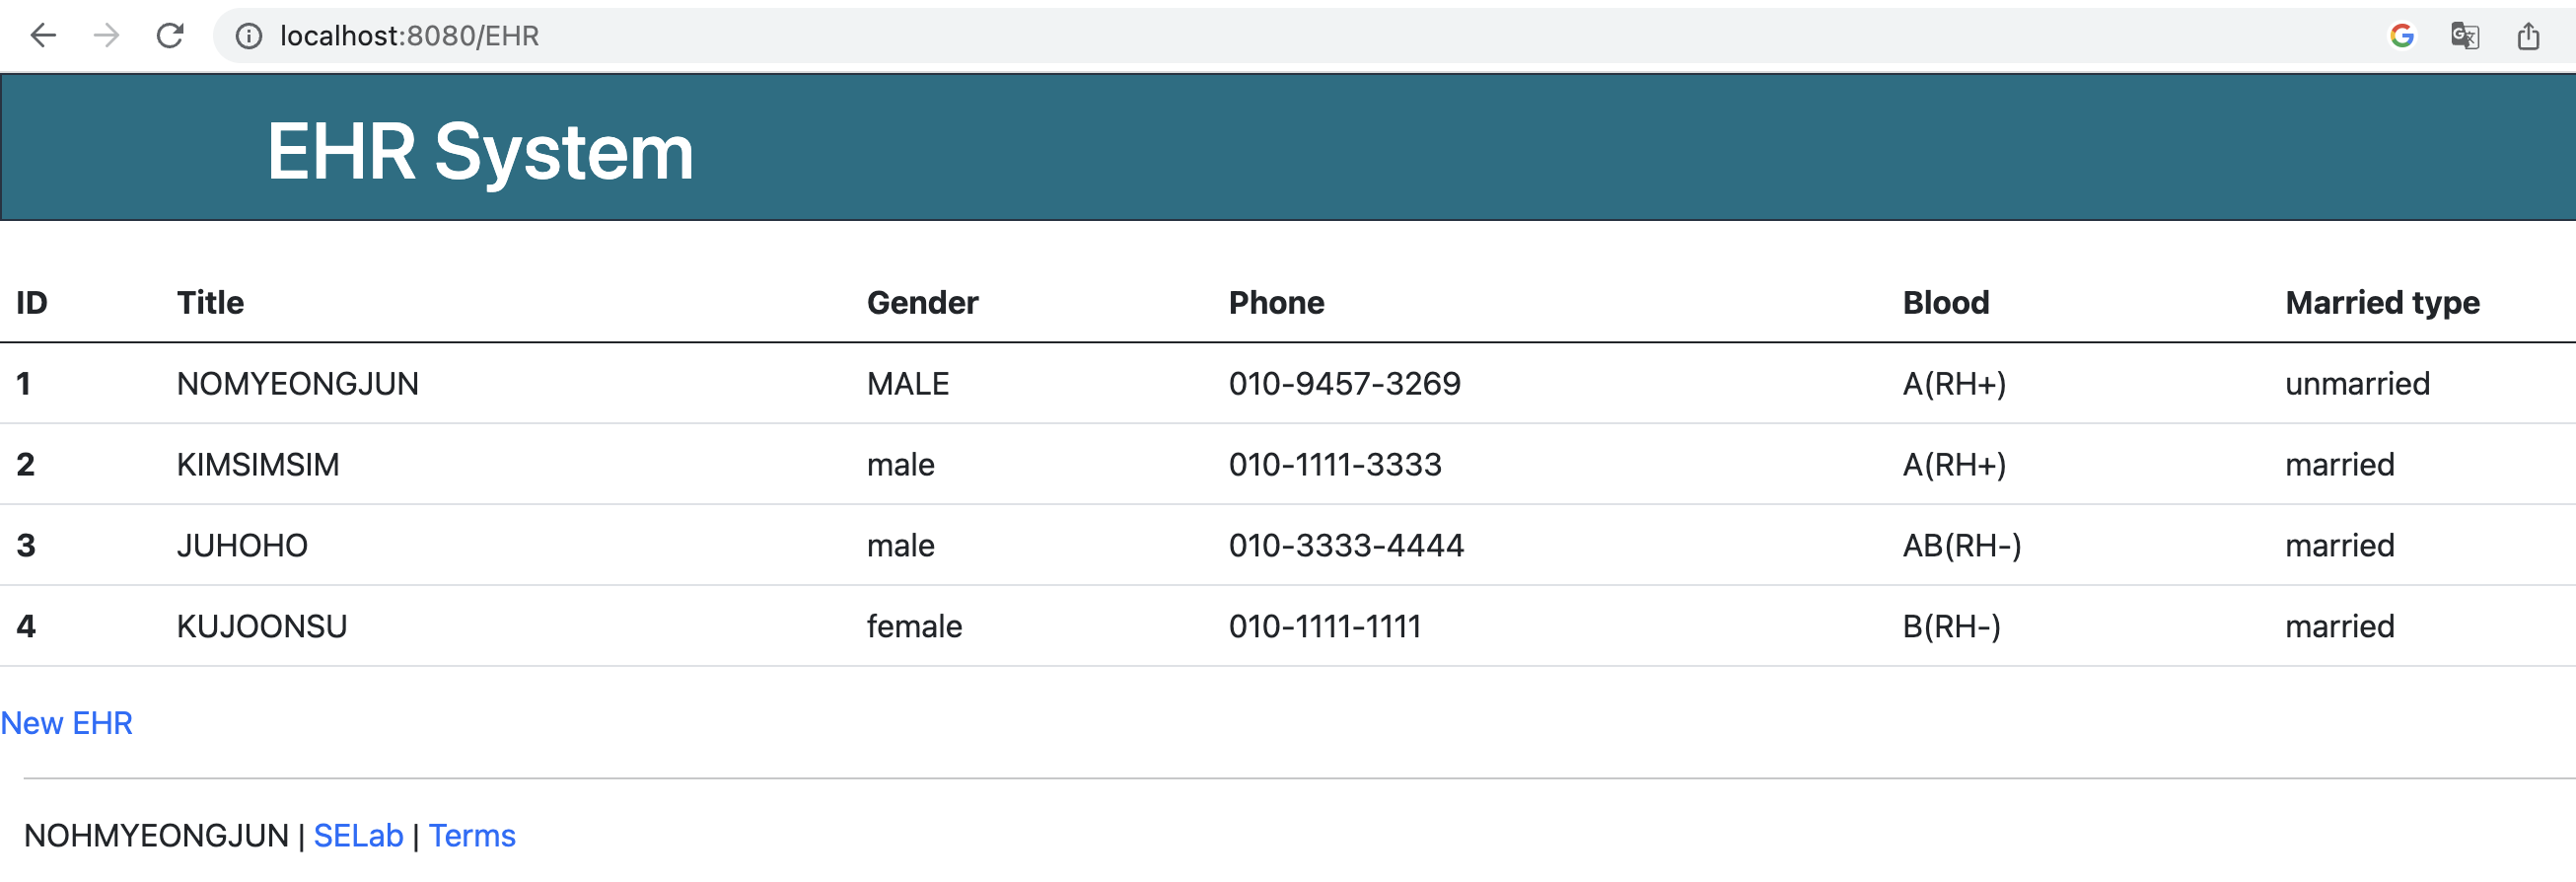 localhost:8080/EHR
EHR System
ID Title Gender Phone Blood Married type
1 NOMYEONGJUN MALE 010-9457-3269 A(RH+) unmarried
2 KIMSIMSIM male 010-1111-3333 A(RH+) married
3 JUHOHO male 010-3333-4444 AB(RH-) married
4 KUJOONSU female 010-1111-1111 B(RH-) married
New EHR
NOHMYEONGJUN | SELab | Terms